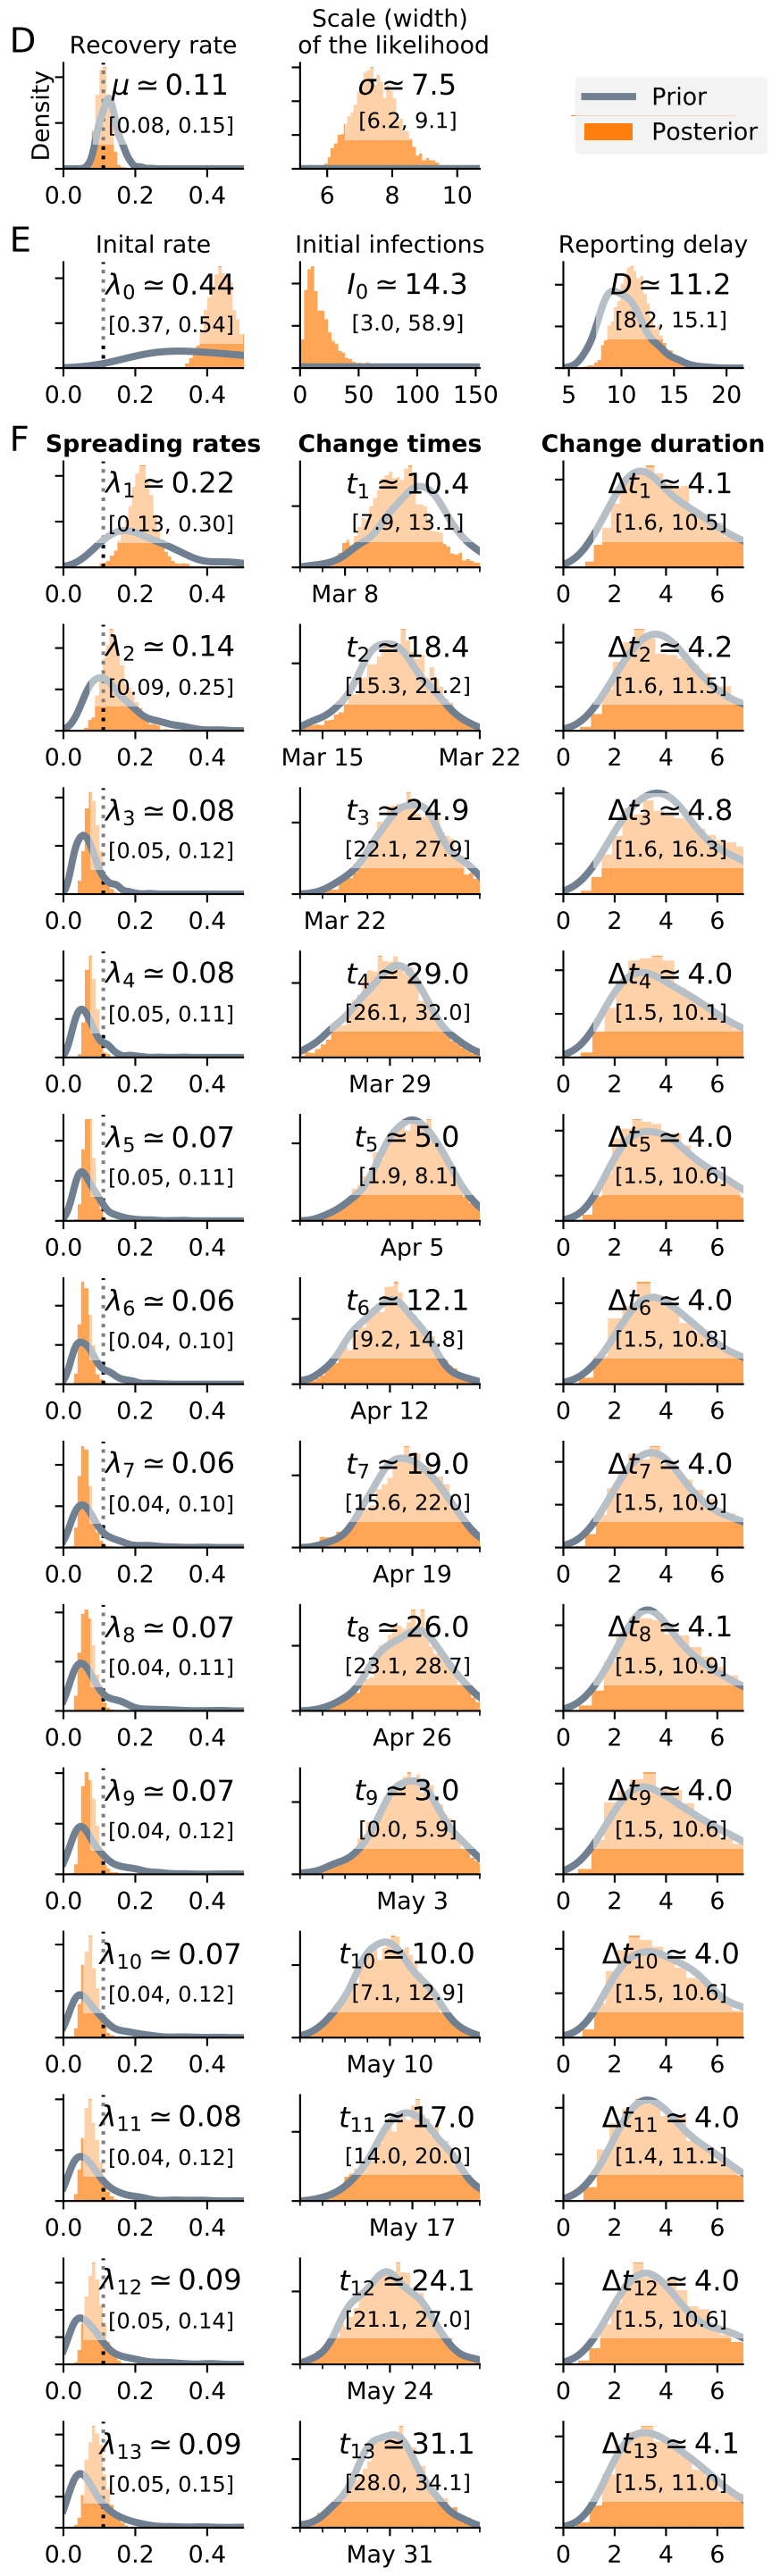 D
Recovery rate
Density
μ ≃ 0.11
[0.08, 0.15]
0.0 0.2 0.4
Scale (width)
of the likelihood
σ ≃ 7.5
[6.2, 9.1]
6 8 10
Prior
Posterior
E
Inital rate
λ0 ≃ 0.44
[0.37, 0.54]
0.0 0.2 0.4
Initial infections
I0 ≃ 14.3
[3.0, 58.9]
0 50 100 150
Reporting delay
D ≃ 11.2
[8.2, 15.1]
5 10 15 20
F
Spreading rates Change times Change duration
λ1 ≃ 0.22
[0.13, 0.30]
0.0 0.2 0.4
t1 ≃ 10.4
[7.9, 13.1]
Mar 8
Δt1 ≃ 4.1
[1.6, 10.5]
0 2 4 6
λ2 ≃ 0.14
[0.09, 0.25]
0.0 0.2 0.4
t2 ≃ 18.4
[15.3, 21.2]
Mar 15 Mar 22
Δt2 ≃ 4.2
[1.6, 11.5]
0 2 4 6
λ3 ≃ 0.08
[0.05, 0.12]
0.0 0.2 0.4
t3 ≃ 24.9
[22.1, 27.9]
Mar 22
Δt3 ≃ 4.8
[1.6, 16.3]
0 2 4 6
λ4 ≃ 0.08
[0.05, 0.11]
0.0 0.2 0.4
t4 ≃ 29.0
[26.1, 32.0]
Mar 29
Δt4 ≃ 4.0
[1.5, 10.1]
0 2 4 6
λ5 ≃ 0.07
[0.05, 0.11]
0.0 0.2 0.4
t5 ≃ 5.0
[1.9, 8.1]
Apr 5
Δt5 ≃ 4.0
[1.5, 10.6]
0 2 4 6
λ6 ≃ 0.06
[0.04, 0.10]
0.0 0.2 0.4
t6 ≃ 12.1
[9.2, 14.8]
Apr 12
Δt6 ≃ 4.0
[1.5, 10.8]
0 2 4 6
λ7 ≃ 0.06
[0.04, 0.10]
0.0 0.2 0.4
t7 ≃ 19.0
[15.6, 22.0]
Apr 19
Δt7 ≃ 4.0
[1.5, 10.9]
0 2 4 6
λ8 ≃ 0.07
[0.04, 0.11]
0.0 0.2 0.4
t8 ≃ 26.0
[23.1, 28.7]
Apr 26
Δt8 ≃ 4.1
[1.5, 10.9]
0 2 4 6
λ9 ≃ 0.07
[0.04, 0.12]
0.0 0.2 0.4
t9 ≃ 3.0
[0.0, 5.9]
May 3
Δt9 ≃ 4.0
[1.5, 10.6]
0 2 4 6
λ10 ≃ 0.07
[0.04, 0.12]
0.0 0.2 0.4
t10 ≃ 10.0
[7.1, 12.9]
May 10
Δt10 ≃ 4.0
[1.5, 10.6]
0 2 4 6
λ11 ≃ 0.08
[0.04, 0.12]
0.0 0.2 0.4
t11 ≃ 17.0
[14.0, 20.0]
May 17
Δt11 ≃ 4.0
[1.4, 11.1]
0 2 4 6
λ12 ≃ 0.09
[0.05, 0.14]
0.0 0.2 0.4
t12 ≃ 24.1
[21.1, 27.0]
May 24
Δt12 ≃ 4.0
[1.5, 10.6]
0 2 4 6
λ13 ≃ 0.09
[0.05, 0.15]
0.0 0.2 0.4
t13 ≃ 31.1
[28.0, 34.1]
May 31
Δt13 ≃ 4.1
[1.5, 11.0]
0 2 4 6